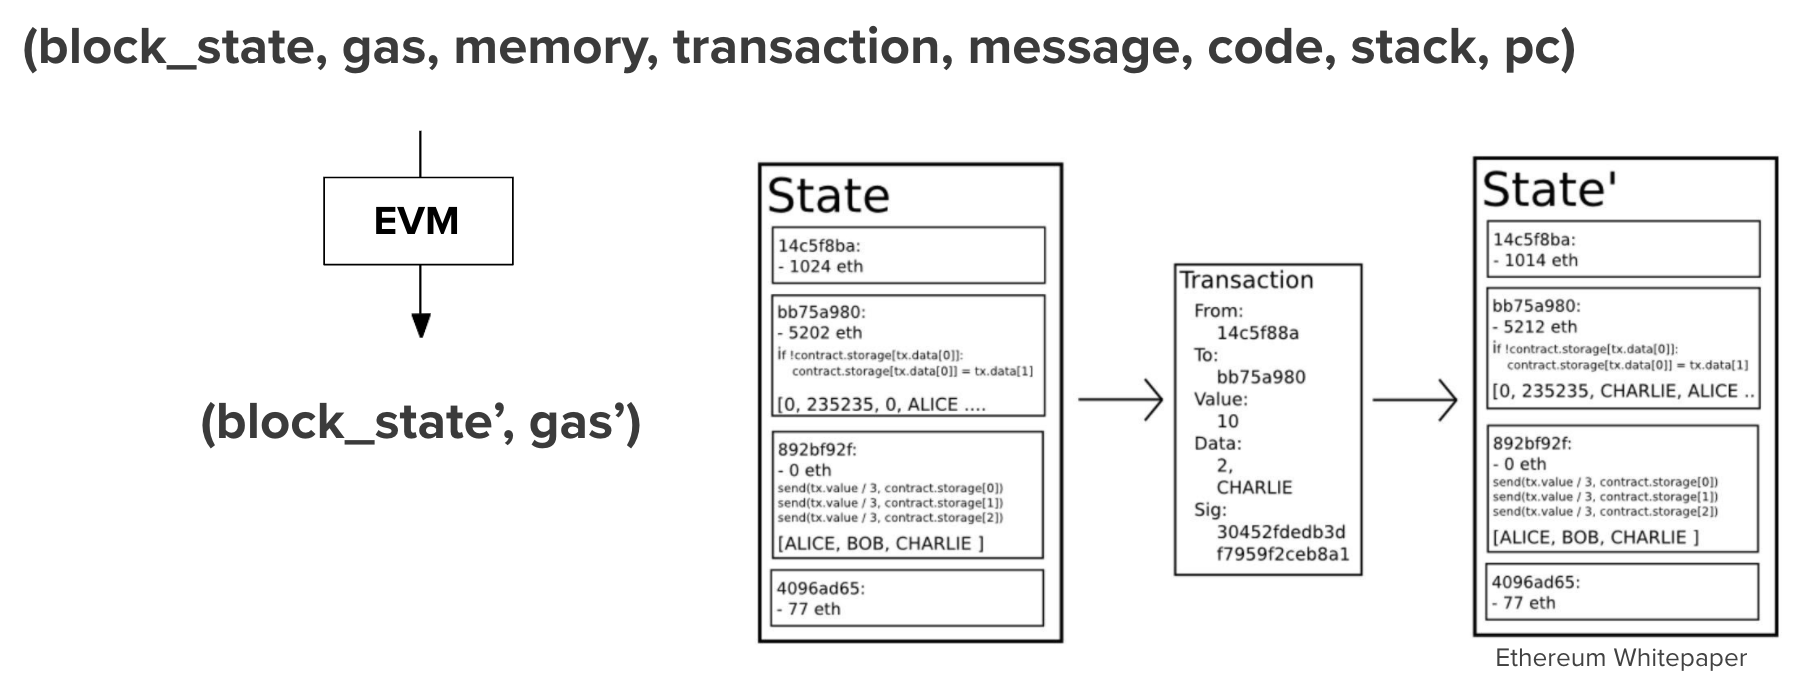 (block_state, gas, memory, transaction, message, code, stack, pc)
EVM
(block_state’, gas’)
State
14c5f8ba:
- 1024 eth
bb75a980:
- 5202 eth
if !contract.storage[tx.data[0]]:
contract.storage[tx.data[0]] = tx.data[1]
[0, 235235, 0, ALICE ....
892bf92f:
- 0 eth
send(tx.value / 3, contract.storage[0])
send(tx.value / 3, contract.storage[1])
send(tx.value / 3, contract.storage[2])
[ALICE, BOB, CHARLIE ]
4096ad65:
- 77 eth
Transaction
From:
14c5f88a
To:
bb75a980
Value:
10
Data:
2,
CHARLIE
Sig:
30452fdedb3d
f7959f2ceb8a1
State'
14c5f8ba:
- 1014 eth
bb75a980:
- 5212 eth
if !contract.storage[tx.data[0]]:
contract.storage[tx.data[0]] = tx.data[1]
[0, 235235, CHARLIE, ALICE ..
892bf92f:
- 0 eth
send(tx.value / 3, contract.storage[0])
send(tx.value / 3, contract.storage[1])
send(tx.value / 3, contract.storage[2])
[ALICE, BOB, CHARLIE ]
4096ad65:
- 77 eth
Ethereum Whitepaper